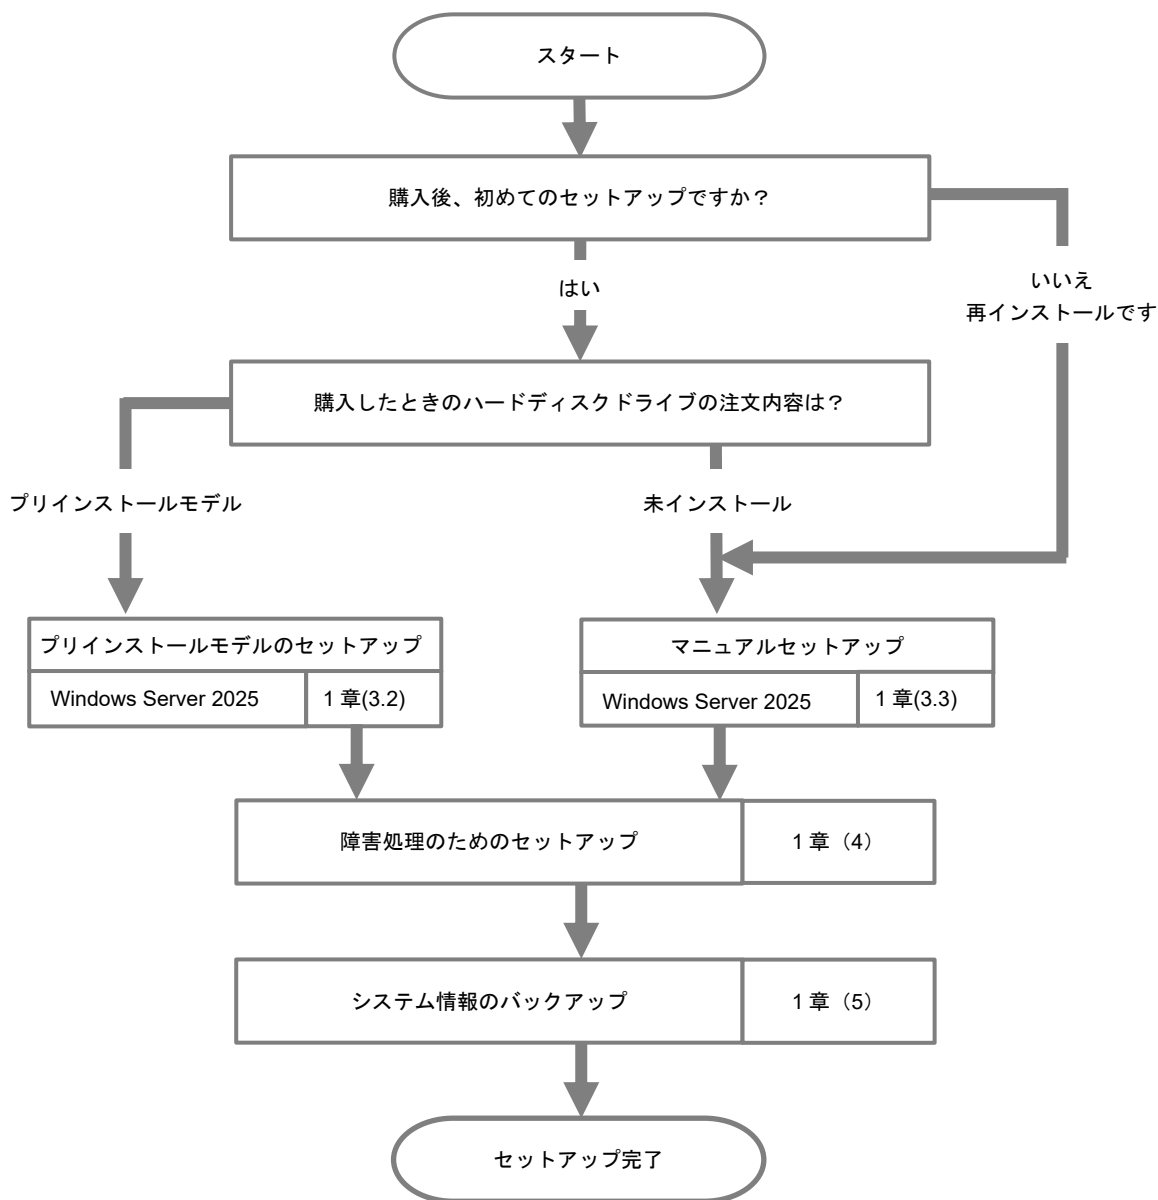 スタート
購入後、初めてのセットアップですか？
はい
いいえ
再インストールです
購入したときのハードディスクドライブの注文内容は？
プリインストールモデル
未インストール
プリインストールモデルのセットアップ
Windows Server 2025
1 章(3.2)
マニュアルセットアップ
Windows Server 2025
1 章(3.3)
障害処理のためのセットアップ
1 章（4）
システム情報のバックアップ
1 章（5）
セットアップ完了